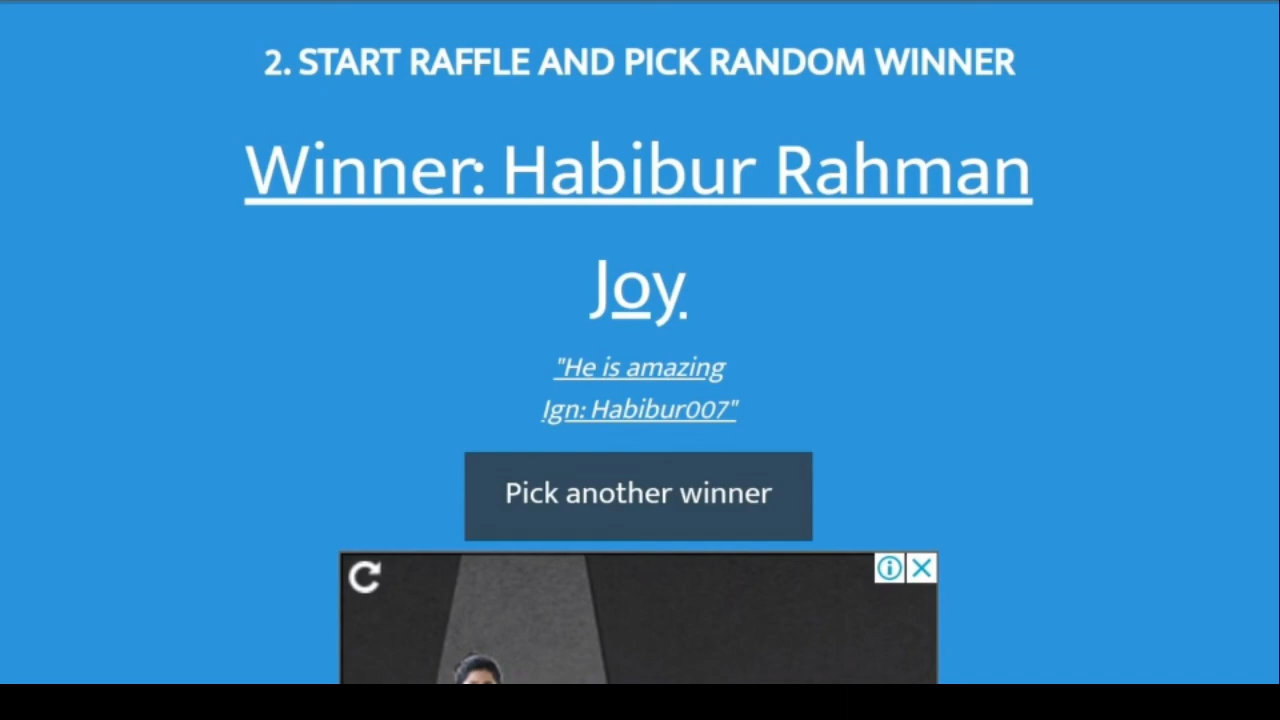 2. START RAFFLE AND PICK RANDOM WINNER
Winner: Habibur Rahman
Joy
"He is amazing
Ign: Habibur007"
Pick another winner